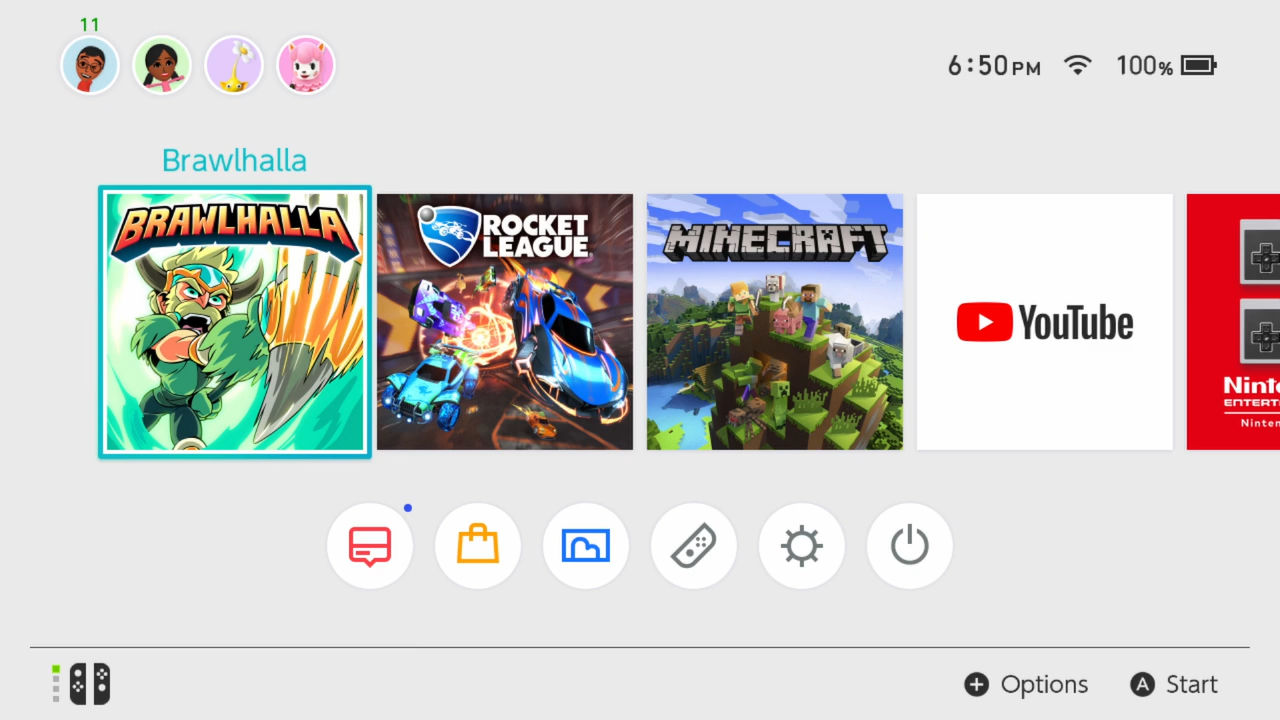 11
6:50PM
100%
Brawlhalla
BRAWLHALLA
ROCKET
LEAGUE
MINECRAFT
YouTube
Options
A Start